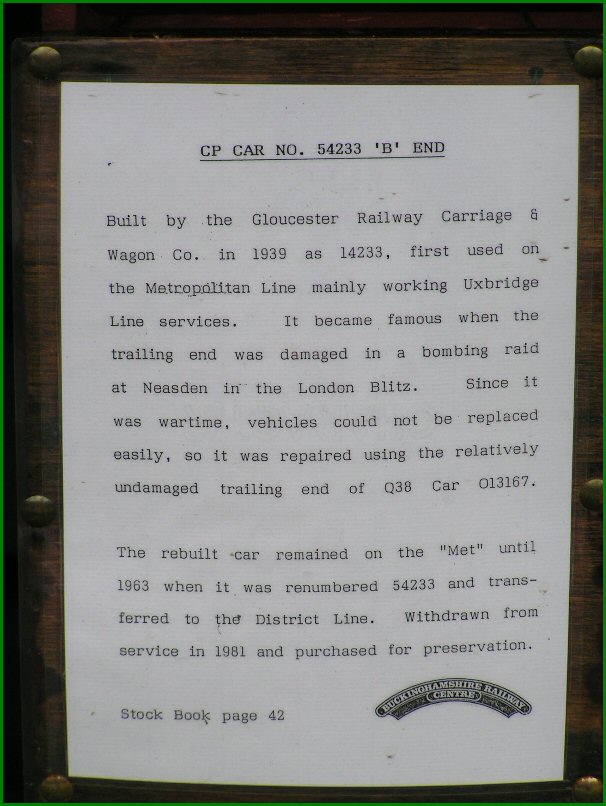 CP CAR NO. 54233 'B' END
Built by the Gloucester Railway Carriage &
Wagon Co. in 1939 as 14233, first used on
the Metropolitan Line mainly working Uxbridge
Line services. It became famous when the
trailing end was damaged in a bombing raid
at Neasden in the London Blitz. Since it
was wartime, vehicles could not be replaced
easily, so it was repaired using the relatively
undamaged trailing end of Q38 Car 013167.
The rebuilt car remained on the "Met" until
1963 when it was renumbered 54233 and trans-
ferred to the District Line. Withdrawn from
service in 1981 and purchased for preservation.
Stock Book page 42
BUCKINGHAMSHIRE RAILWAY
CENTRE